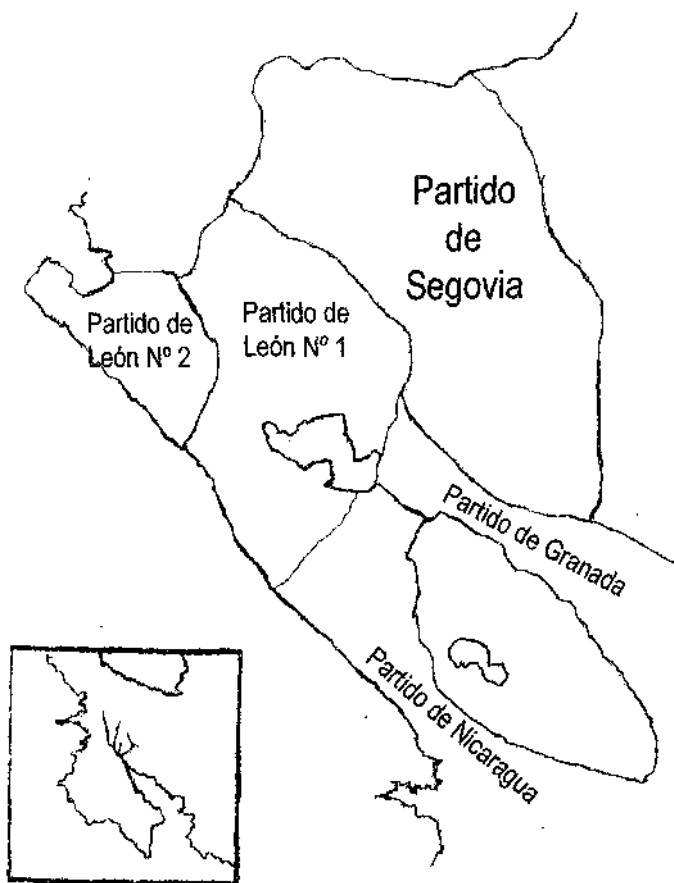 Partido
de
Segovia
Partido de
León Nº 2
Partido de
León Nº 1
Partido de Granada
Partido de Nicaragua